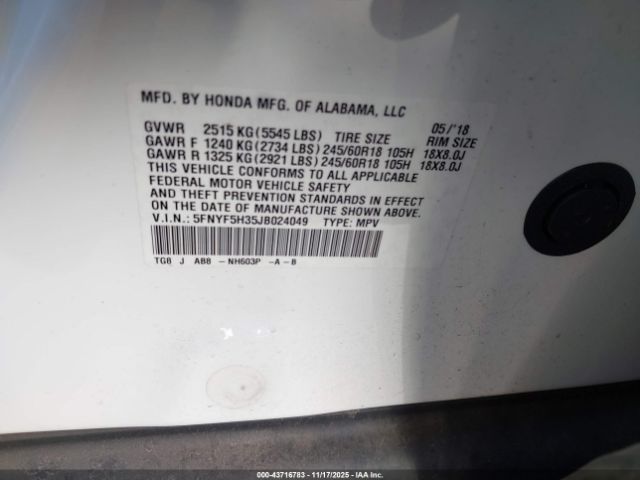 MFD. BY HONDA MFG. OF ALABAMA, LLC
GVWR 2515 KG (5545 LBS) TIRE SIZE 05/'18 RIM SIZE
GAWR F 1240 KG (2734 LBS) 245/60R18 105H 18X8.0J
GAWR R 1325 KG (2921 LBS) 245/60R18 105H 18X8.0J
THIS VEHICLE CONFORMS TO ALL APPLICABLE
FEDERAL MOTOR VEHICLE SAFETY
AND THEFT PREVENTION STANDARDS IN EFFECT
ON THE DATE OF MANUFACTURE SHOWN ABOVE.
V.I.N.: 5FNYF5H35JB024049 TYPE: MPV
TG8 J AB8 - NH603P - A - B
00-43716783 - 11/17/2025 - IAA Inc.